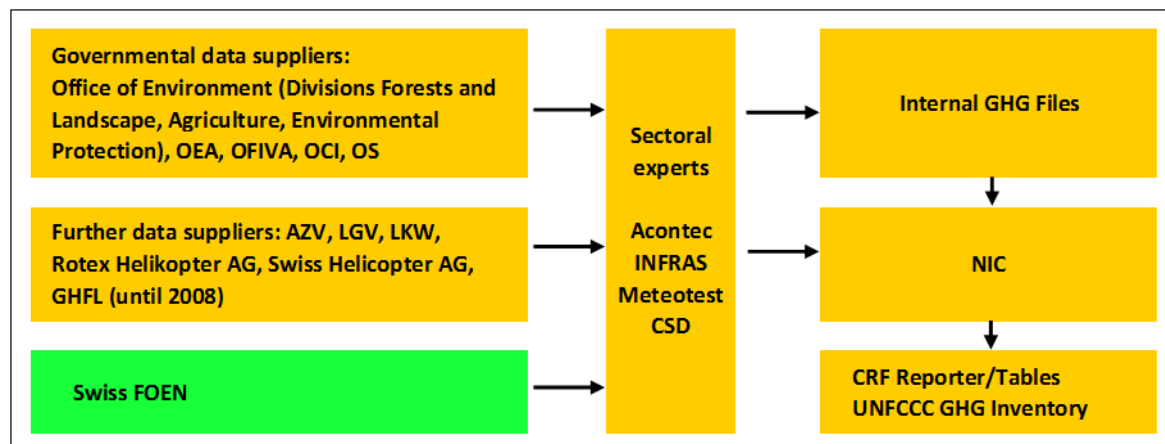 Governmental data suppliers:
Office of Environment (Divisions Forests and
Landscape, Agriculture, Environmental
Protection), OEA, OFIVA, OCI, OS
Further data suppliers: AZV, LGV, LKW,
Rotex Helikopter AG, Swiss Helicopter AG,
GHFL (until 2008)
Swiss FOEN
Sectoral
experts
Acontec
INFRAS
Meteotest
CSD
Internal GHG Files
NIC
CRF Reporter/Tables
UNFCCC GHG Inventory